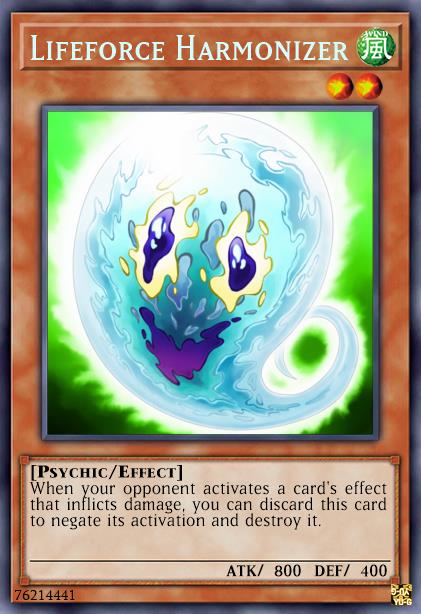 LIFEFORCE HARMONIZER
WIND
風
[PSYCHIC/EFFECT]
When your opponent activates a card's effect
that inflicts damage, you can discard this card
to negate its activation and destroy it.
ATK/ 800 DEF/ 400
76214441